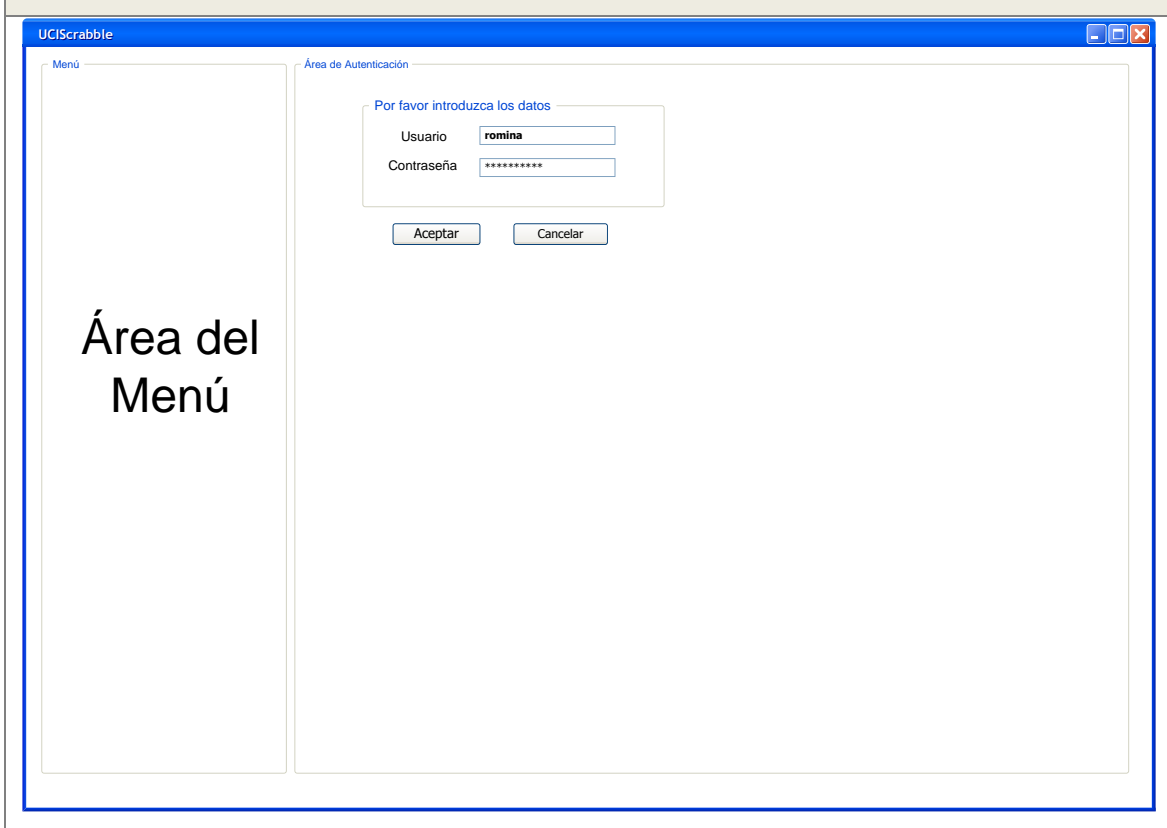 UCIScrabble
Menú
Área de Autenticación
Por favor introduzca los datos
Usuario romina
Contraseña **********
Aceptar Cancelar
Área del
Menú